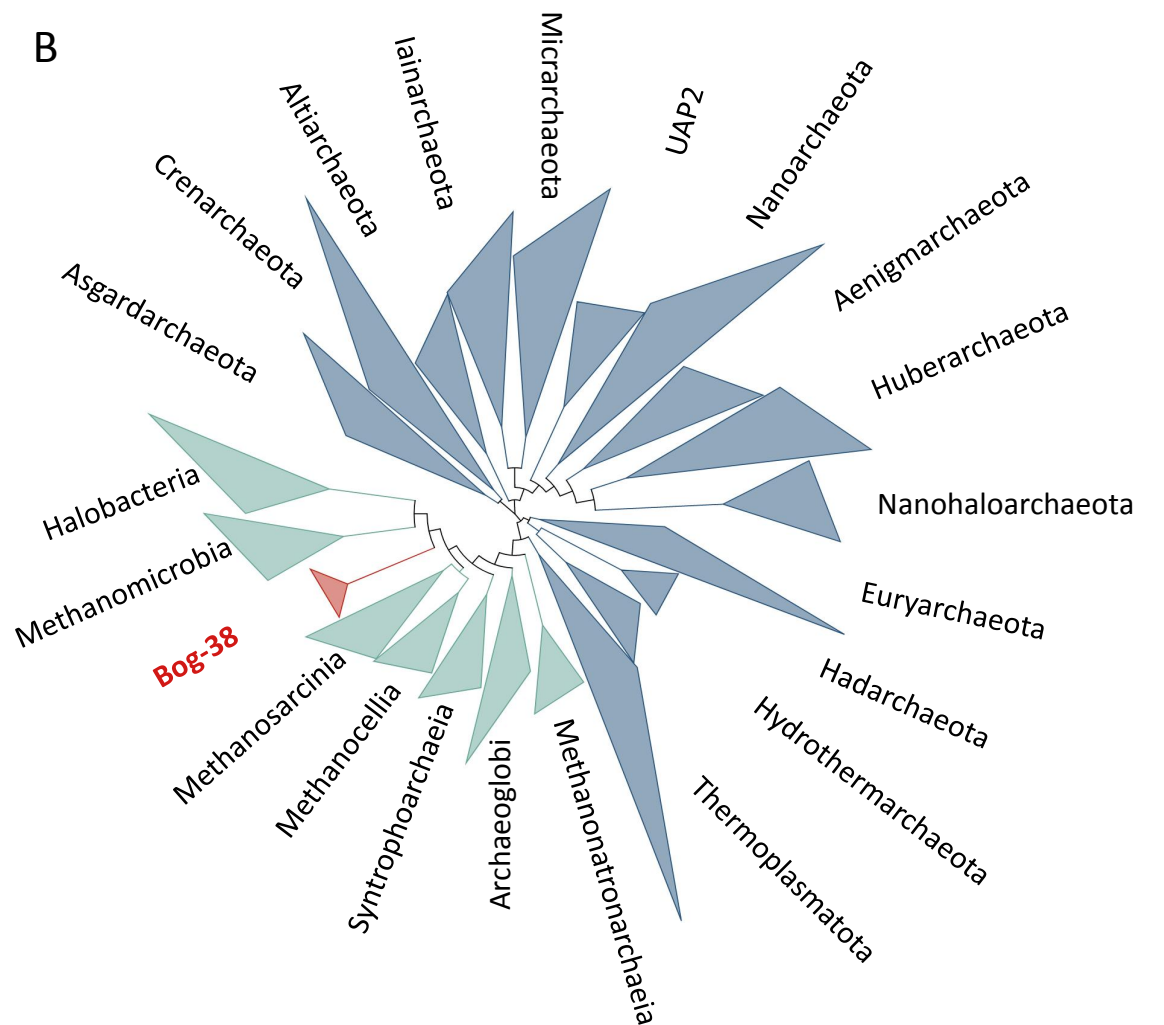 B
Micrarchaeota
Iainarchaeota
Altiarchaeota
Crenarchaeota
Asgardarchaeota
UAP2
Nanoarchaeota
Aenigmarchaeota
Huberarchaeota
Nanohaloarchaeota
Euryarchaeota
Hadarchaeota
Hydrothermarchaeota
Thermoplasmatota
Methanonatronarchaeia
Archaeoglobi
Syntrophoarchaeia
Methanocellia
Methanosarcinia
Bog-38
Methanomicrobia
Halobacteria